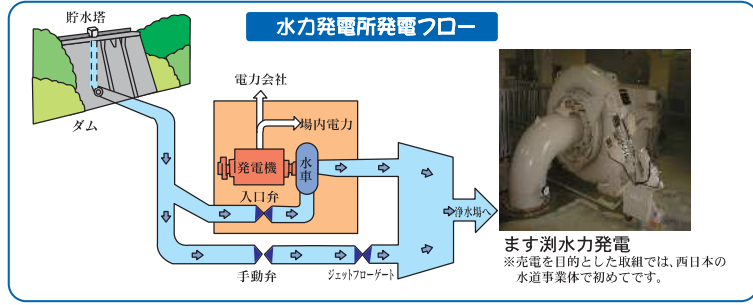 水力発電所発電フロー
貯水塔
ダム
電力会社
場内電力
発電機
水車
入口弁
手動弁
ジェットフローゲート
浄水場へ
ます渕水力発電
※売電を目的とした取組では、西日本の
水道事業体で初めてです。